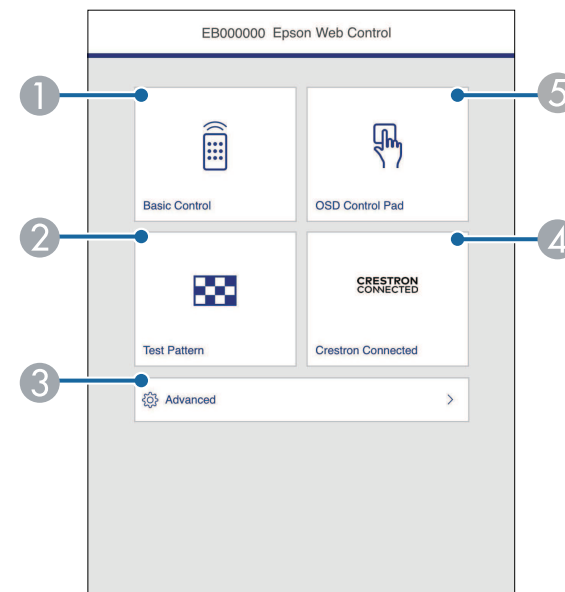 EB000000 Epson Web Control
1
5
Basic Control
OSD Control Pad
2
4
CRESTRON
CONNECTED
Test Pattern
Crestron Connected
3
Advanced